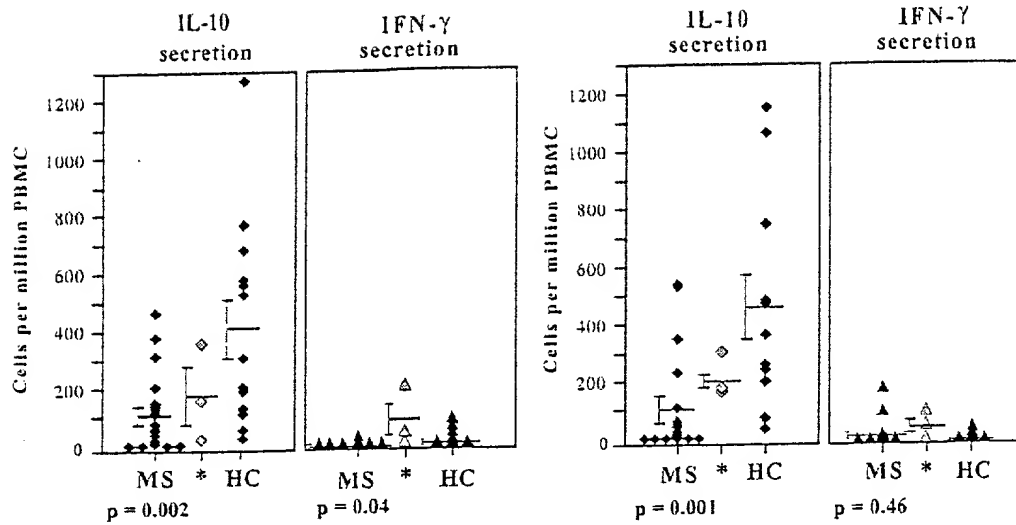 IL-10
secretion
IFN-γ
secretion
IL-10
secretion
IFN-γ
secretion
Cells per million PBMC
1200
1000
800
600
400
200
0
MS * HC
MS * HC
p = 0.002
p = 0.04
Cells per million PBMC
1200
1000
800
600
400
200
0
MS * HC
MS * HC
p = 0.001
p = 0.46